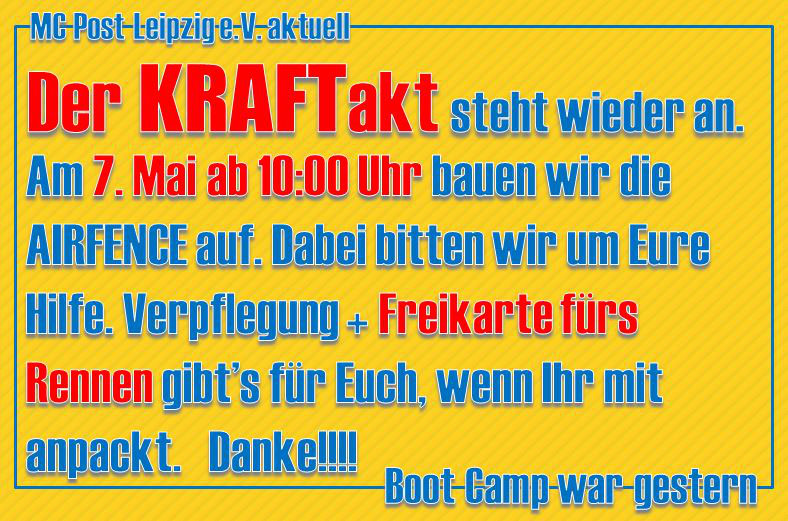 MC Post Leipzig e.V. aktuell
Der KRAFTakt steht wieder an.
Am 7. Mai ab 10:00 Uhr bauen wir die
AIRFENCE auf. Dabei bitten wir um Eure
Hilfe. Verpflegung + Freikarte fürs
Rennen gibt's für Euch, wenn Ihr mit
anpackt. Danke!!!!
Boot Camp war gestern